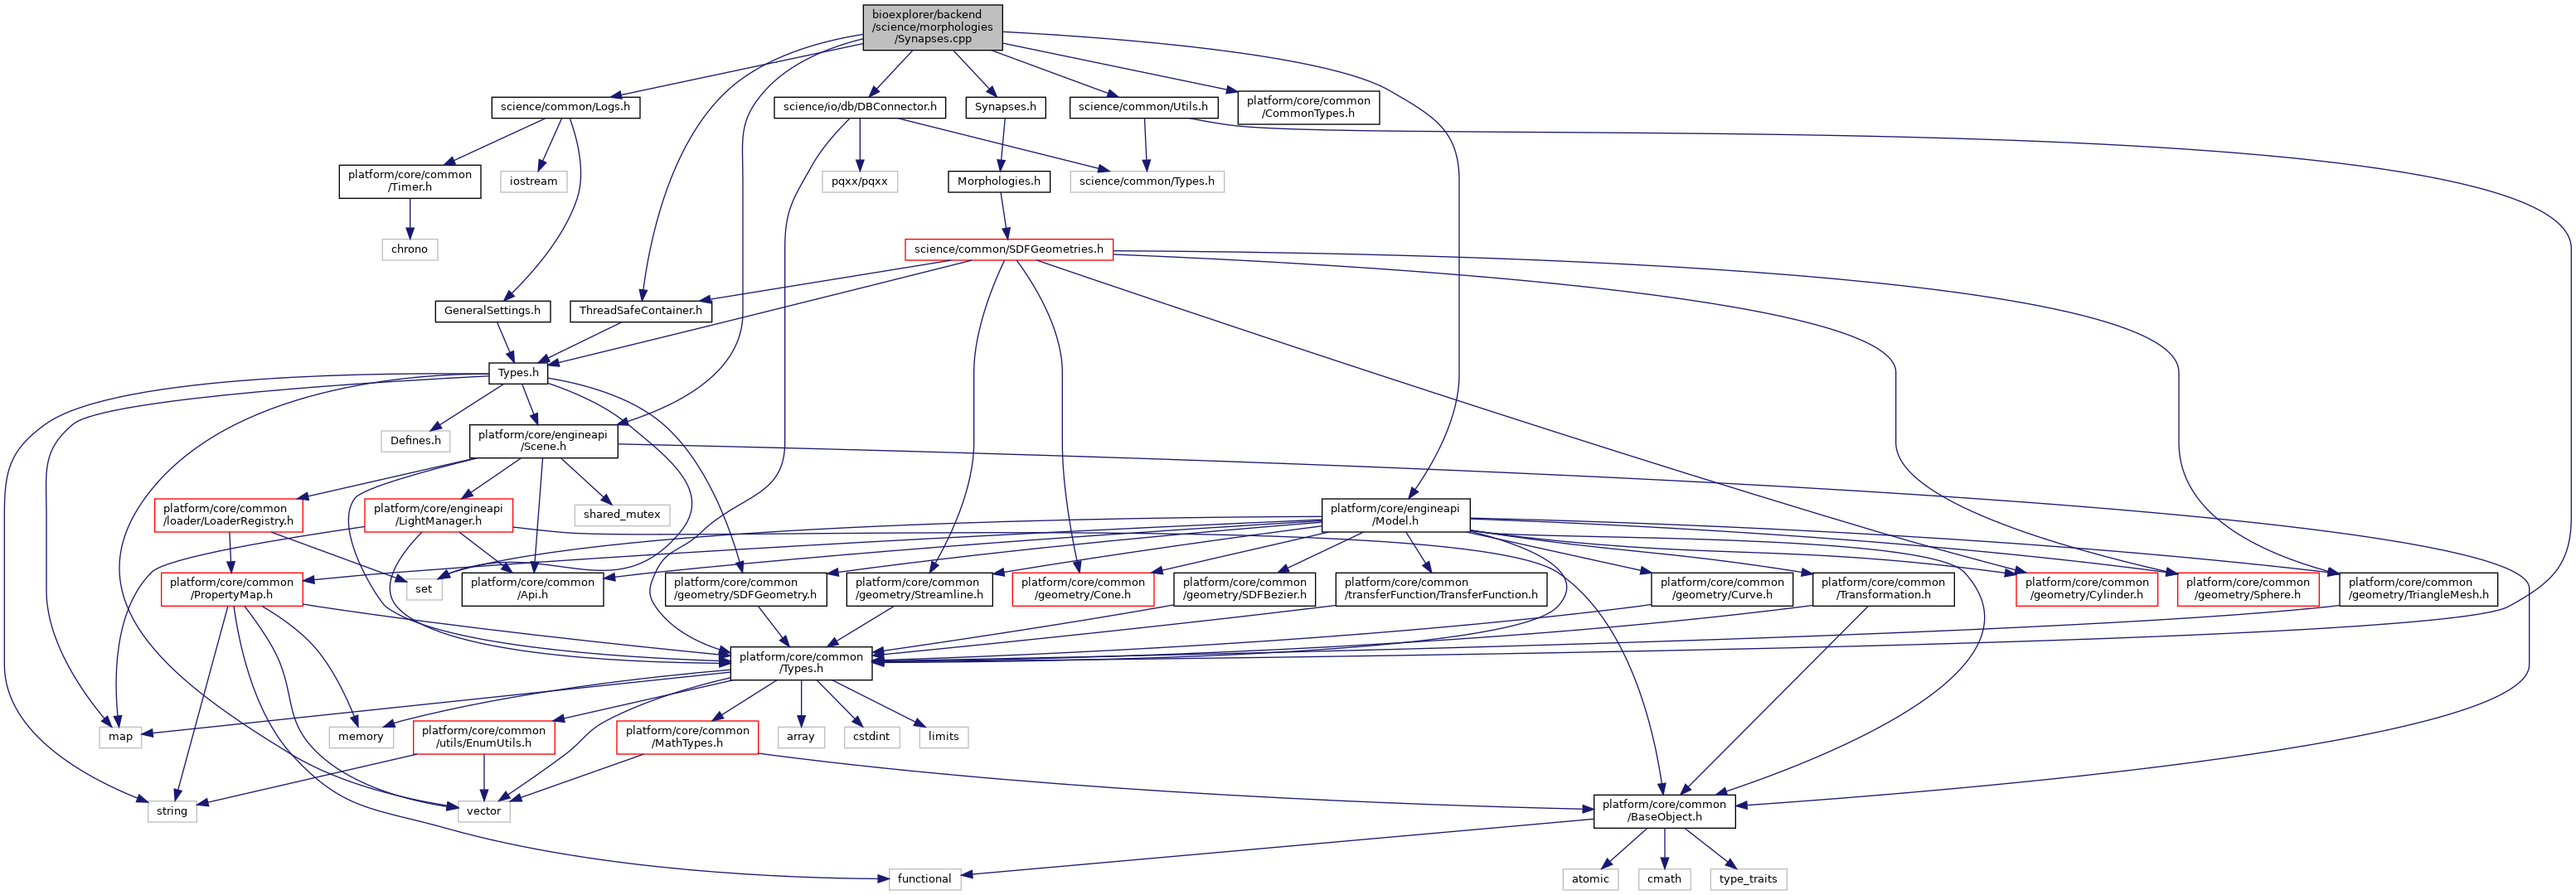 bioexplorer/backend
/science/morphologies
/Synapses.cpp
science/common/Logs.h
science/io/db/DBConnector.h
Synapses.h
science/common/Utils.h
platform/core/common
/CommonTypes.h
platform/core/common
/Timer.h
iostream
pqxx/pqxx
Morphologies.h
science/common/Types.h
chrono
science/common/SDFGeometries.h
GeneralSettings.h
ThreadSafeContainer.h
Types.h
Defines.h
platform/core/engineapi
/Scene.h
platform/core/common
/loader/LoaderRegistry.h
platform/core/engineapi
/LightManager.h
shared_mutex
platform/core/engineapi
/Model.h
platform/core/common
/PropertyMap.h
set
platform/core/common
/Api.h
platform/core/common
/geometry/SDFGeometry.h
platform/core/common
/geometry/Streamline.h
platform/core/common
/geometry/Cone.h
platform/core/common
/geometry/SDFBezier.h
platform/core/common
/transferFunction/TransferFunction.h
platform/core/common
/geometry/Curve.h
platform/core/common
/Transformation.h
platform/core/common
/geometry/Cylinder.h
platform/core/common
/geometry/Sphere.h
platform/core/common
/geometry/TriangleMesh.h
platform/core/common
/Types.h
map
memory
platform/core/common
/utils/EnumUtils.h
platform/core/common
/MathTypes.h
array
cstdint
limits
string
vector
platform/core/common
/BaseObject.h
functional
atomic
cmath
type_traits